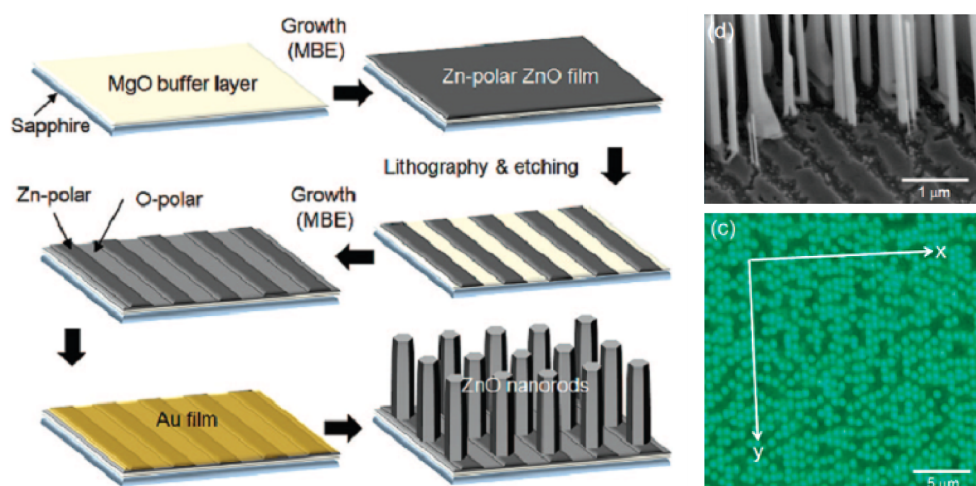 Growth
(MBE)
MgO buffer layer
Sapphire
Zn-polar ZnO film
Lithography & etching
Zn-polar
O-polar
Growth
(MBE)
Au film
ZnO nanorods
(d)
1 μm
(c)
x
y
5 μm